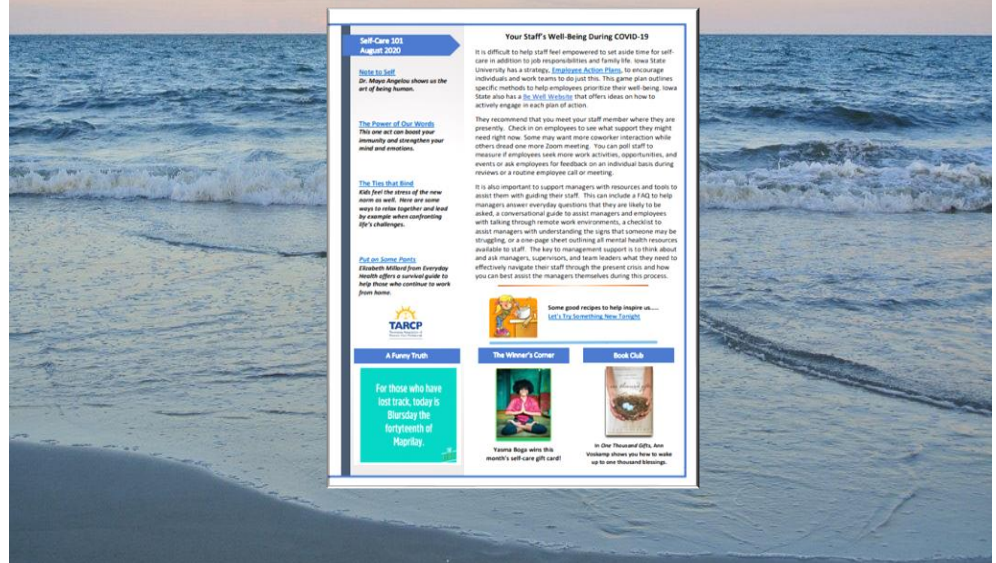 Self-Care 101
August 2020
Note to Self
Dr. Maya Angelou shows us the
art of being human.
The Power of Our Words
This one act can boost your
immunity and strengthen your
mind and emotions.
The Ties that Bind
Kids feel the stress of the new
norm as well.  Here are some
ways to relax together and lead
by example when confronting
life's challenges.
Put on Some Pants
Elizabeth Millard from Everyday
Health offers a survival guide to
help those who continue to work
from home.
TARCP
Your Staff's Well-Being During COVID-19
It is difficult to help staff feel empowered to set aside time for self-
care in addition to job responsibilities and family life. Iowa State
University has a strategy, Employee Action Plans, to encourage
individuals and work teams to do just this. This game plan outlines
specific methods to help employees prioritize their well-being. Iowa
State also has a Be Well Website that offers ideas on how to
actively engage in each plan of action.
They recommend that you meet your staff member where they are
presently.  Check in on employees to see what support they might
need right now. Some may want more coworker interaction while
others dread one more Zoom meeting.  You can poll staff to
measure if employees seek more work activities, opportunities, and
events or ask employees for feedback on an individual basis during
reviews or a routine employee call or meeting.
It is also important to support managers with resources and tools to
assist them with guiding their staff.  This can include a FAQ to help
managers answer everyday questions that they are likely to be
asked, a conversational guide to assist managers and employees
with talking through remote work environments, a checklist to
assist managers with understanding the signs that someone may be
struggling, or a one-page sheet outlining all mental health resources
available to staff.  The key to management support is to think about
and ask managers, supervisors, and team leaders what they need to
effectively navigate their staff through the present crisis and how
you can best assist the managers themselves during this process.
Some good recipes to help inspire us.....
Let's Try Something New Tonight
A Funny Truth
For those who have
lost track, today is
Blursday the
fortyteenth of
Maprilay.
The Winner's Corner
Yasma Boga wins this
month's self-care gift card!
Book Club
one thousand gifts
In One Thousand Gifts, Ann
Voskamp shows you how to wake
up to one thousand blessings.